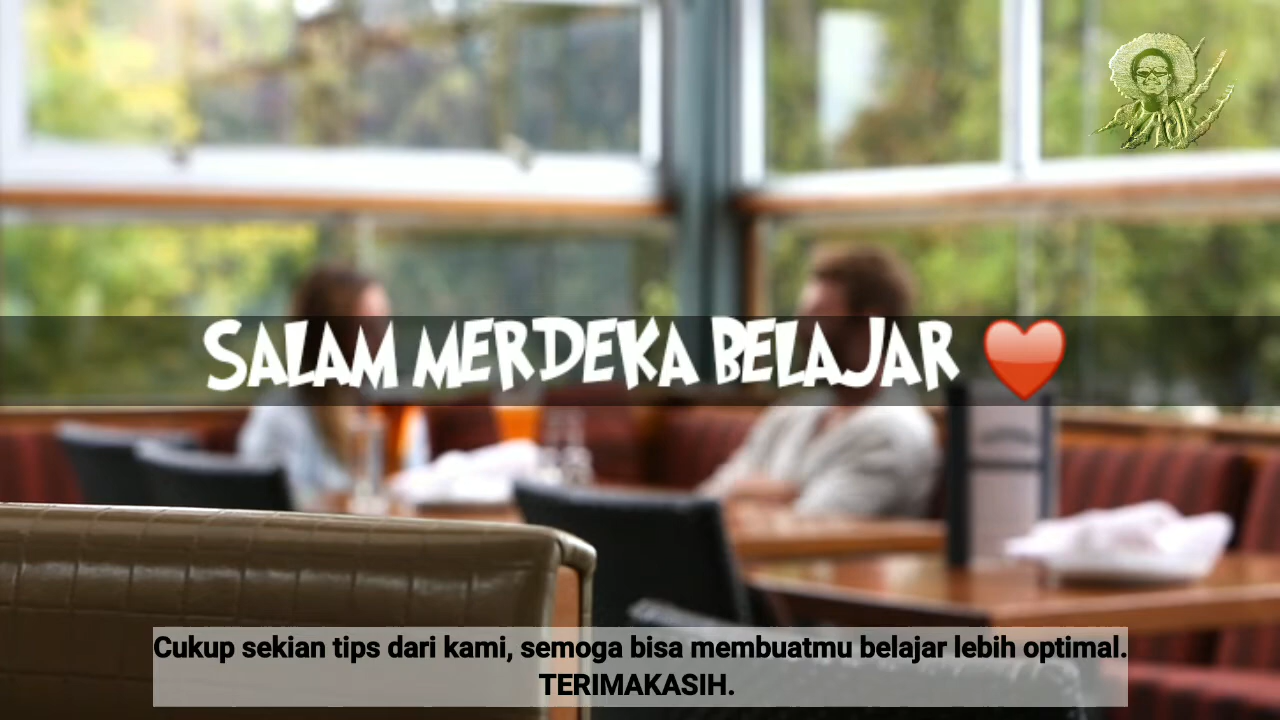 SALAM MERDEKA BELAJAR ❤️
Cukup sekian tips dari kami, semoga bisa membuatmu belajar lebih optimal.
TERIMAKASIH.